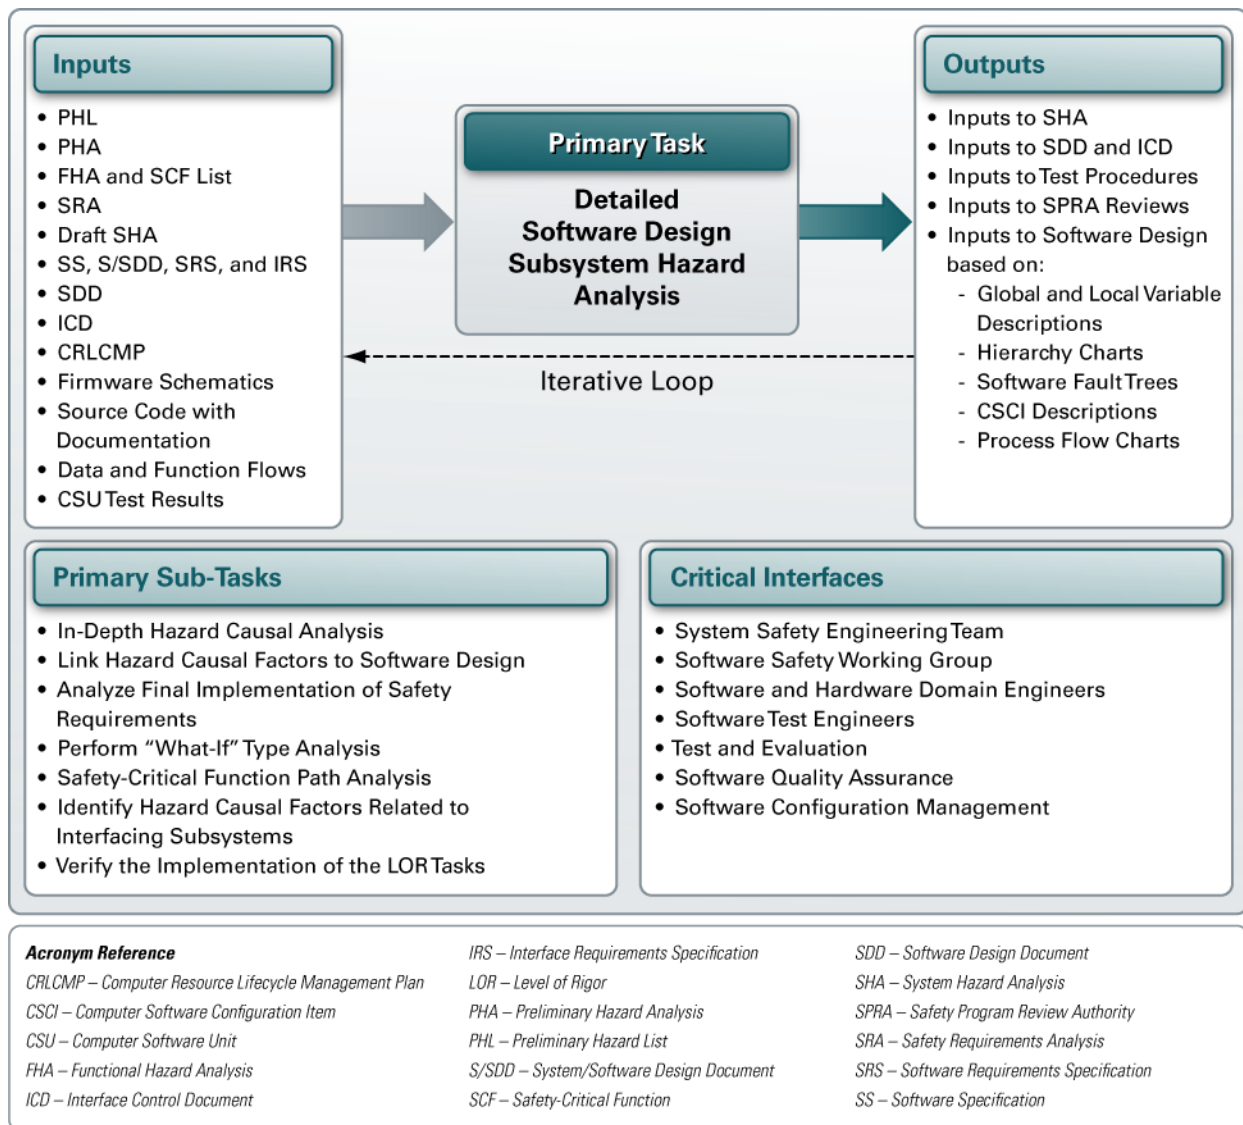 Inputs
• PHL
• PHA
• FHA and SCF List
• SRA
• Draft SHA
• SS, S/SDD, SRS, and IRS
• SDD
• ICD
• CRLCMP
• Firmware Schematics
• Source Code with
Documentation
• Data and Function Flows
• CSU Test Results
Primary Task
Detailed
Software Design
Subsystem Hazard
Analysis
Iterative Loop
Outputs
• Inputs to SHA
• Inputs to SDD and ICD
• Inputs to Test Procedures
• Inputs to SPRA Reviews
• Inputs to Software Design
based on:
- Global and Local Variable
Descriptions
- Hierarchy Charts
- Software Fault Trees
- CSCI Descriptions
- Process Flow Charts
Primary Sub-Tasks
• In-Depth Hazard Causal Analysis
• Link Hazard Causal Factors to Software Design
• Analyze Final Implementation of Safety
Requirements
• Perform “What-If” Type Analysis
• Safety-Critical Function Path Analysis
• Identify Hazard Causal Factors Related to
Interfacing Subsystems
• Verify the Implementation of the LOR Tasks
Critical Interfaces
• System Safety Engineering Team
• Software Safety Working Group
• Software and Hardware Domain Engineers
• Software Test Engineers
• Test and Evaluation
• Software Quality Assurance
• Software Configuration Management
Acronym Reference
CRLCMP – Computer Resource Lifecycle Management Plan
CSCI – Computer Software Configuration Item
CSU – Computer Software Unit
FHA – Functional Hazard Analysis
ICD – Interface Control Document
IRS – Interface Requirements Specification
LOR – Level of Rigor
PHA – Preliminary Hazard Analysis
PHL – Preliminary Hazard List
S/SDD – System/Software Design Document
SCF – Safety-Critical Function
SDD – Software Design Document
SHA – System Hazard Analysis
SPRA – Safety Program Review Authority
SRA – Safety Requirements Analysis
SRS – Software Requirements Specification
SS – Software Specification